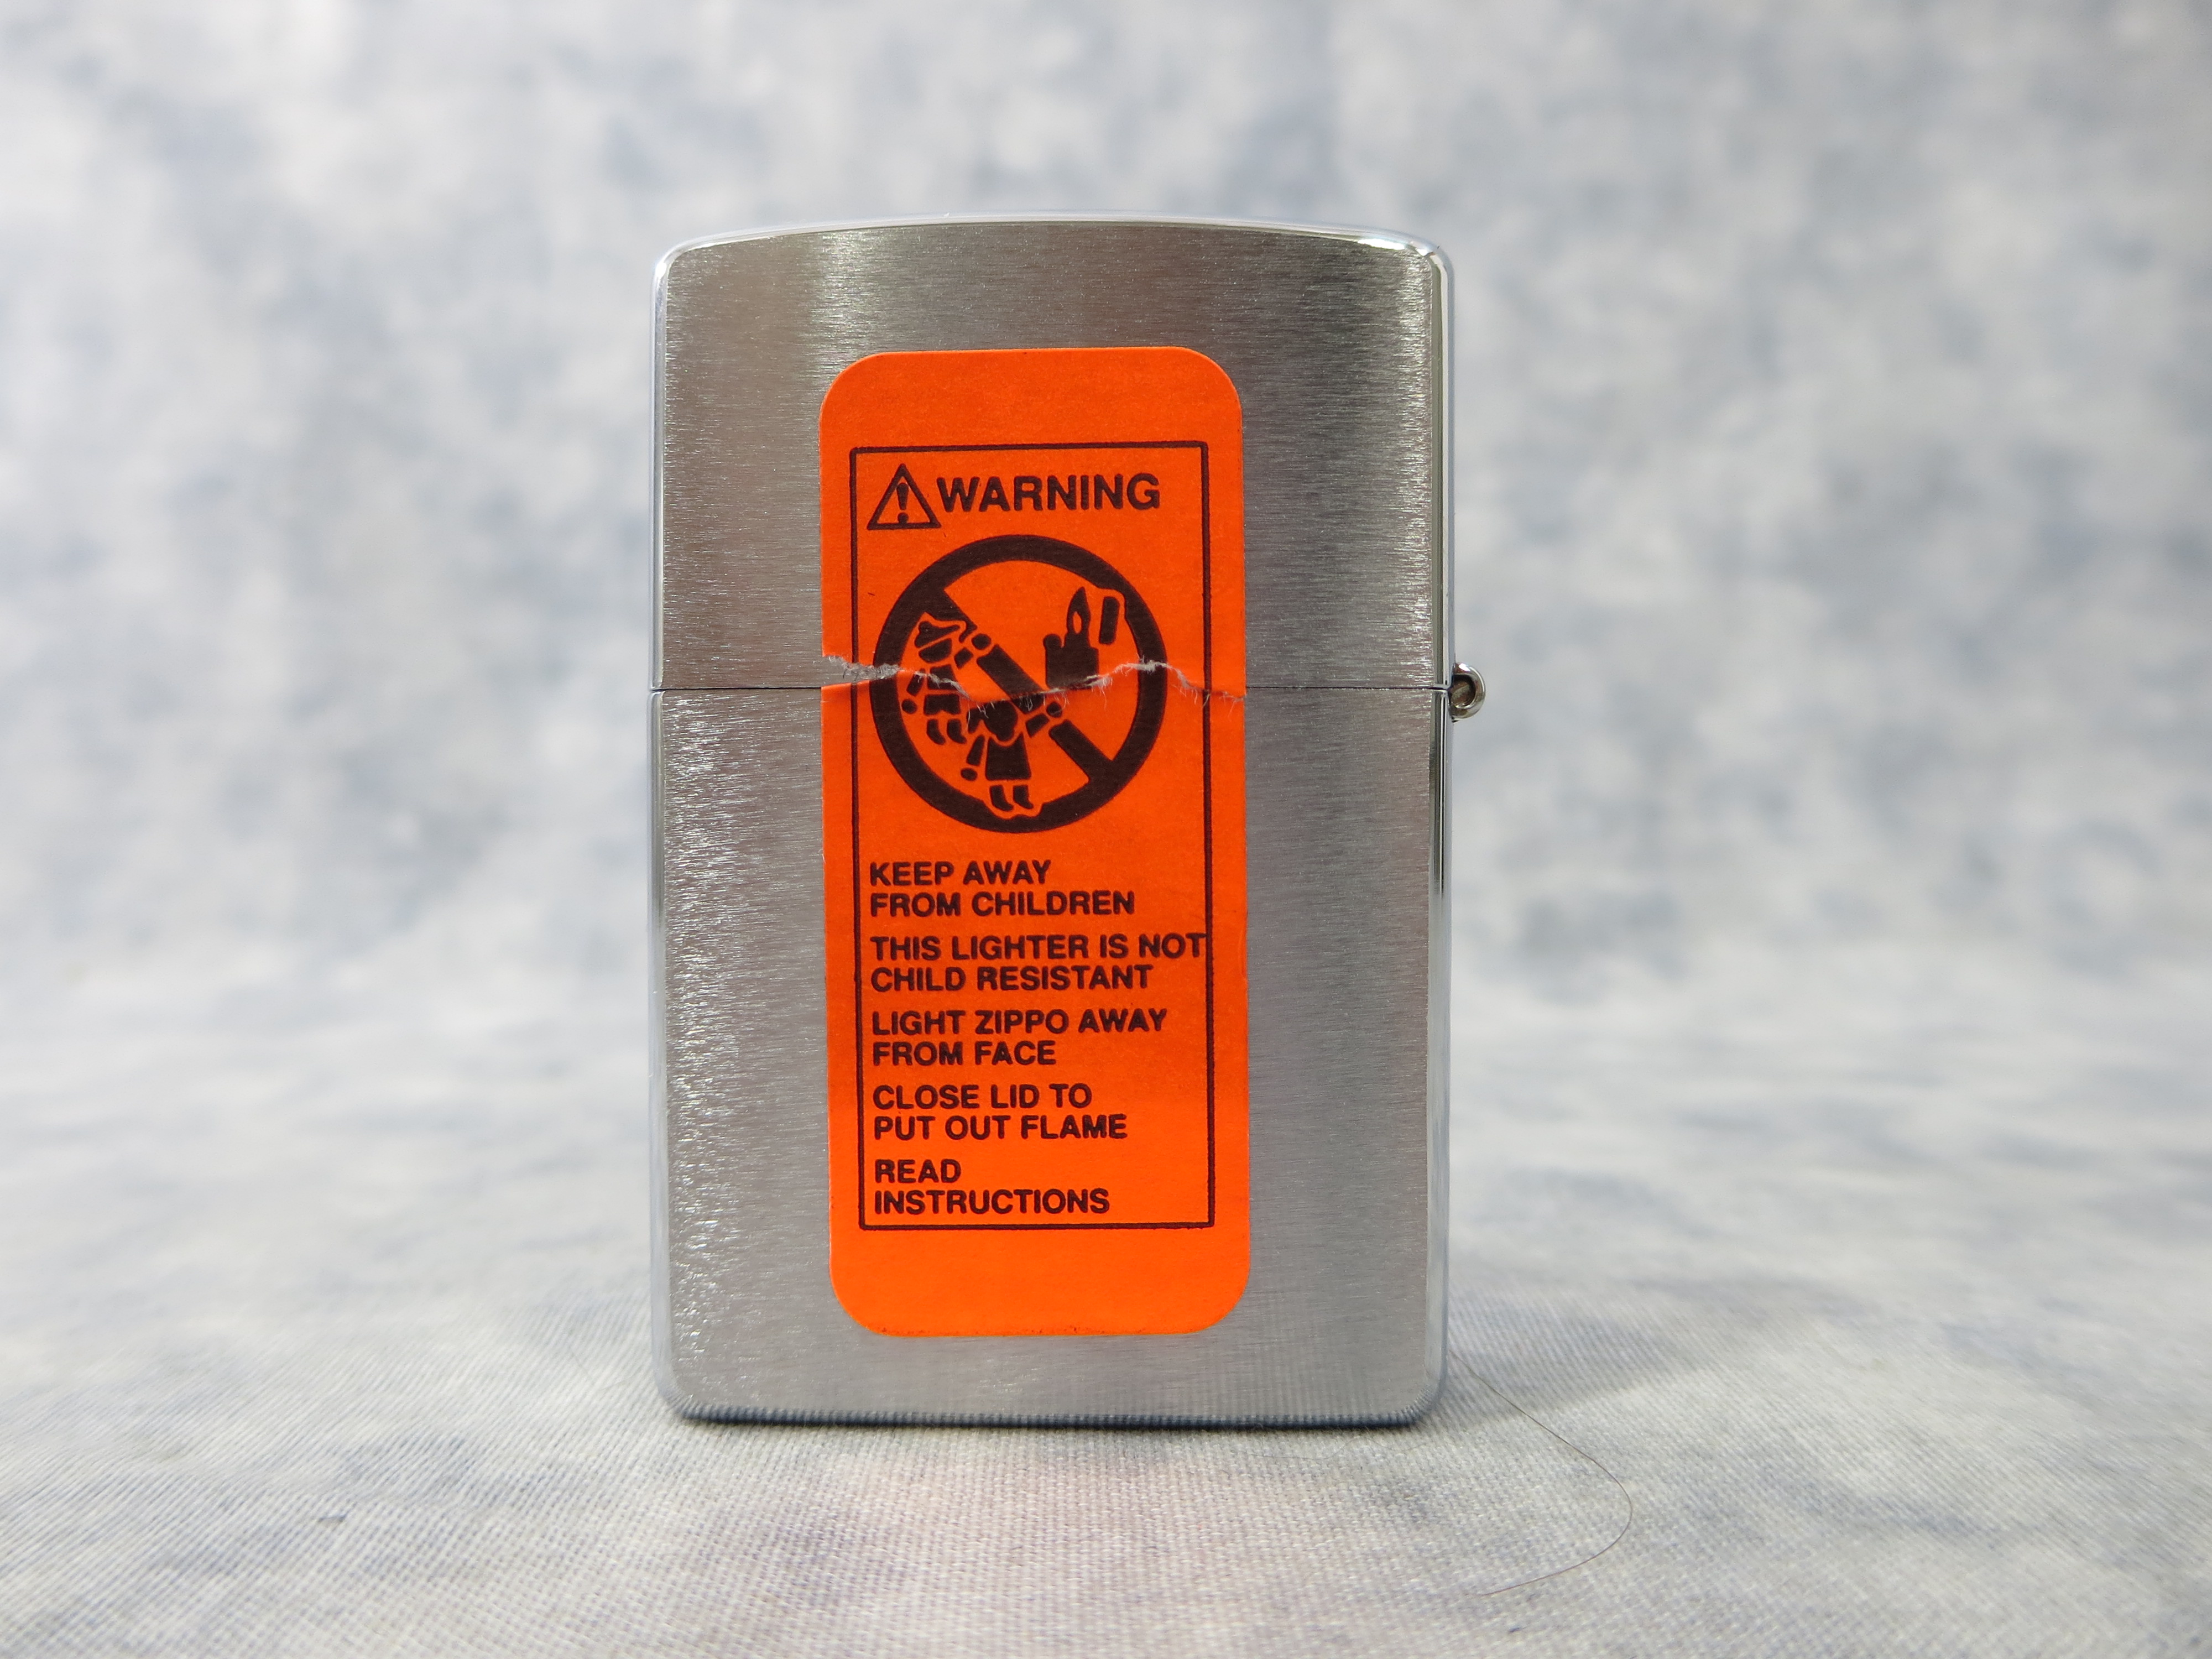 WARNING
KEEP AWAY
FROM CHILDREN
THIS LIGHTER IS NOT
CHILD RESISTANT
LIGHT ZIPPO AWAY
FROM FACE
CLOSE LID TO
PUT OUT FLAME
READ
INSTRUCTIONS